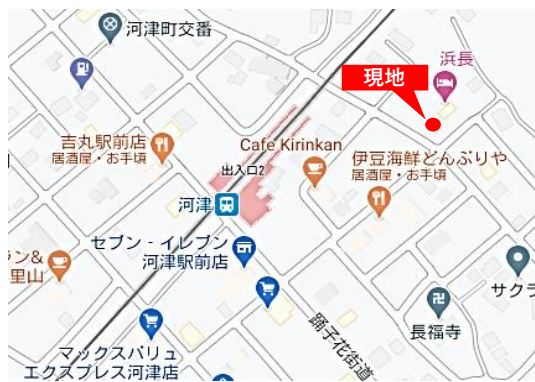 河津町交番
浜長
現地
吉丸駅前店
居酒屋・お手頃
Cafe Kirinkan
出入口2
伊豆海鮮どんぶりや
居酒屋・お手頃
河津
セブン‐イレブン
河津駅前店
ラン&
里山
サクラ
長福寺
踊子花街道
マックスバリュ
エクスプレス河津店